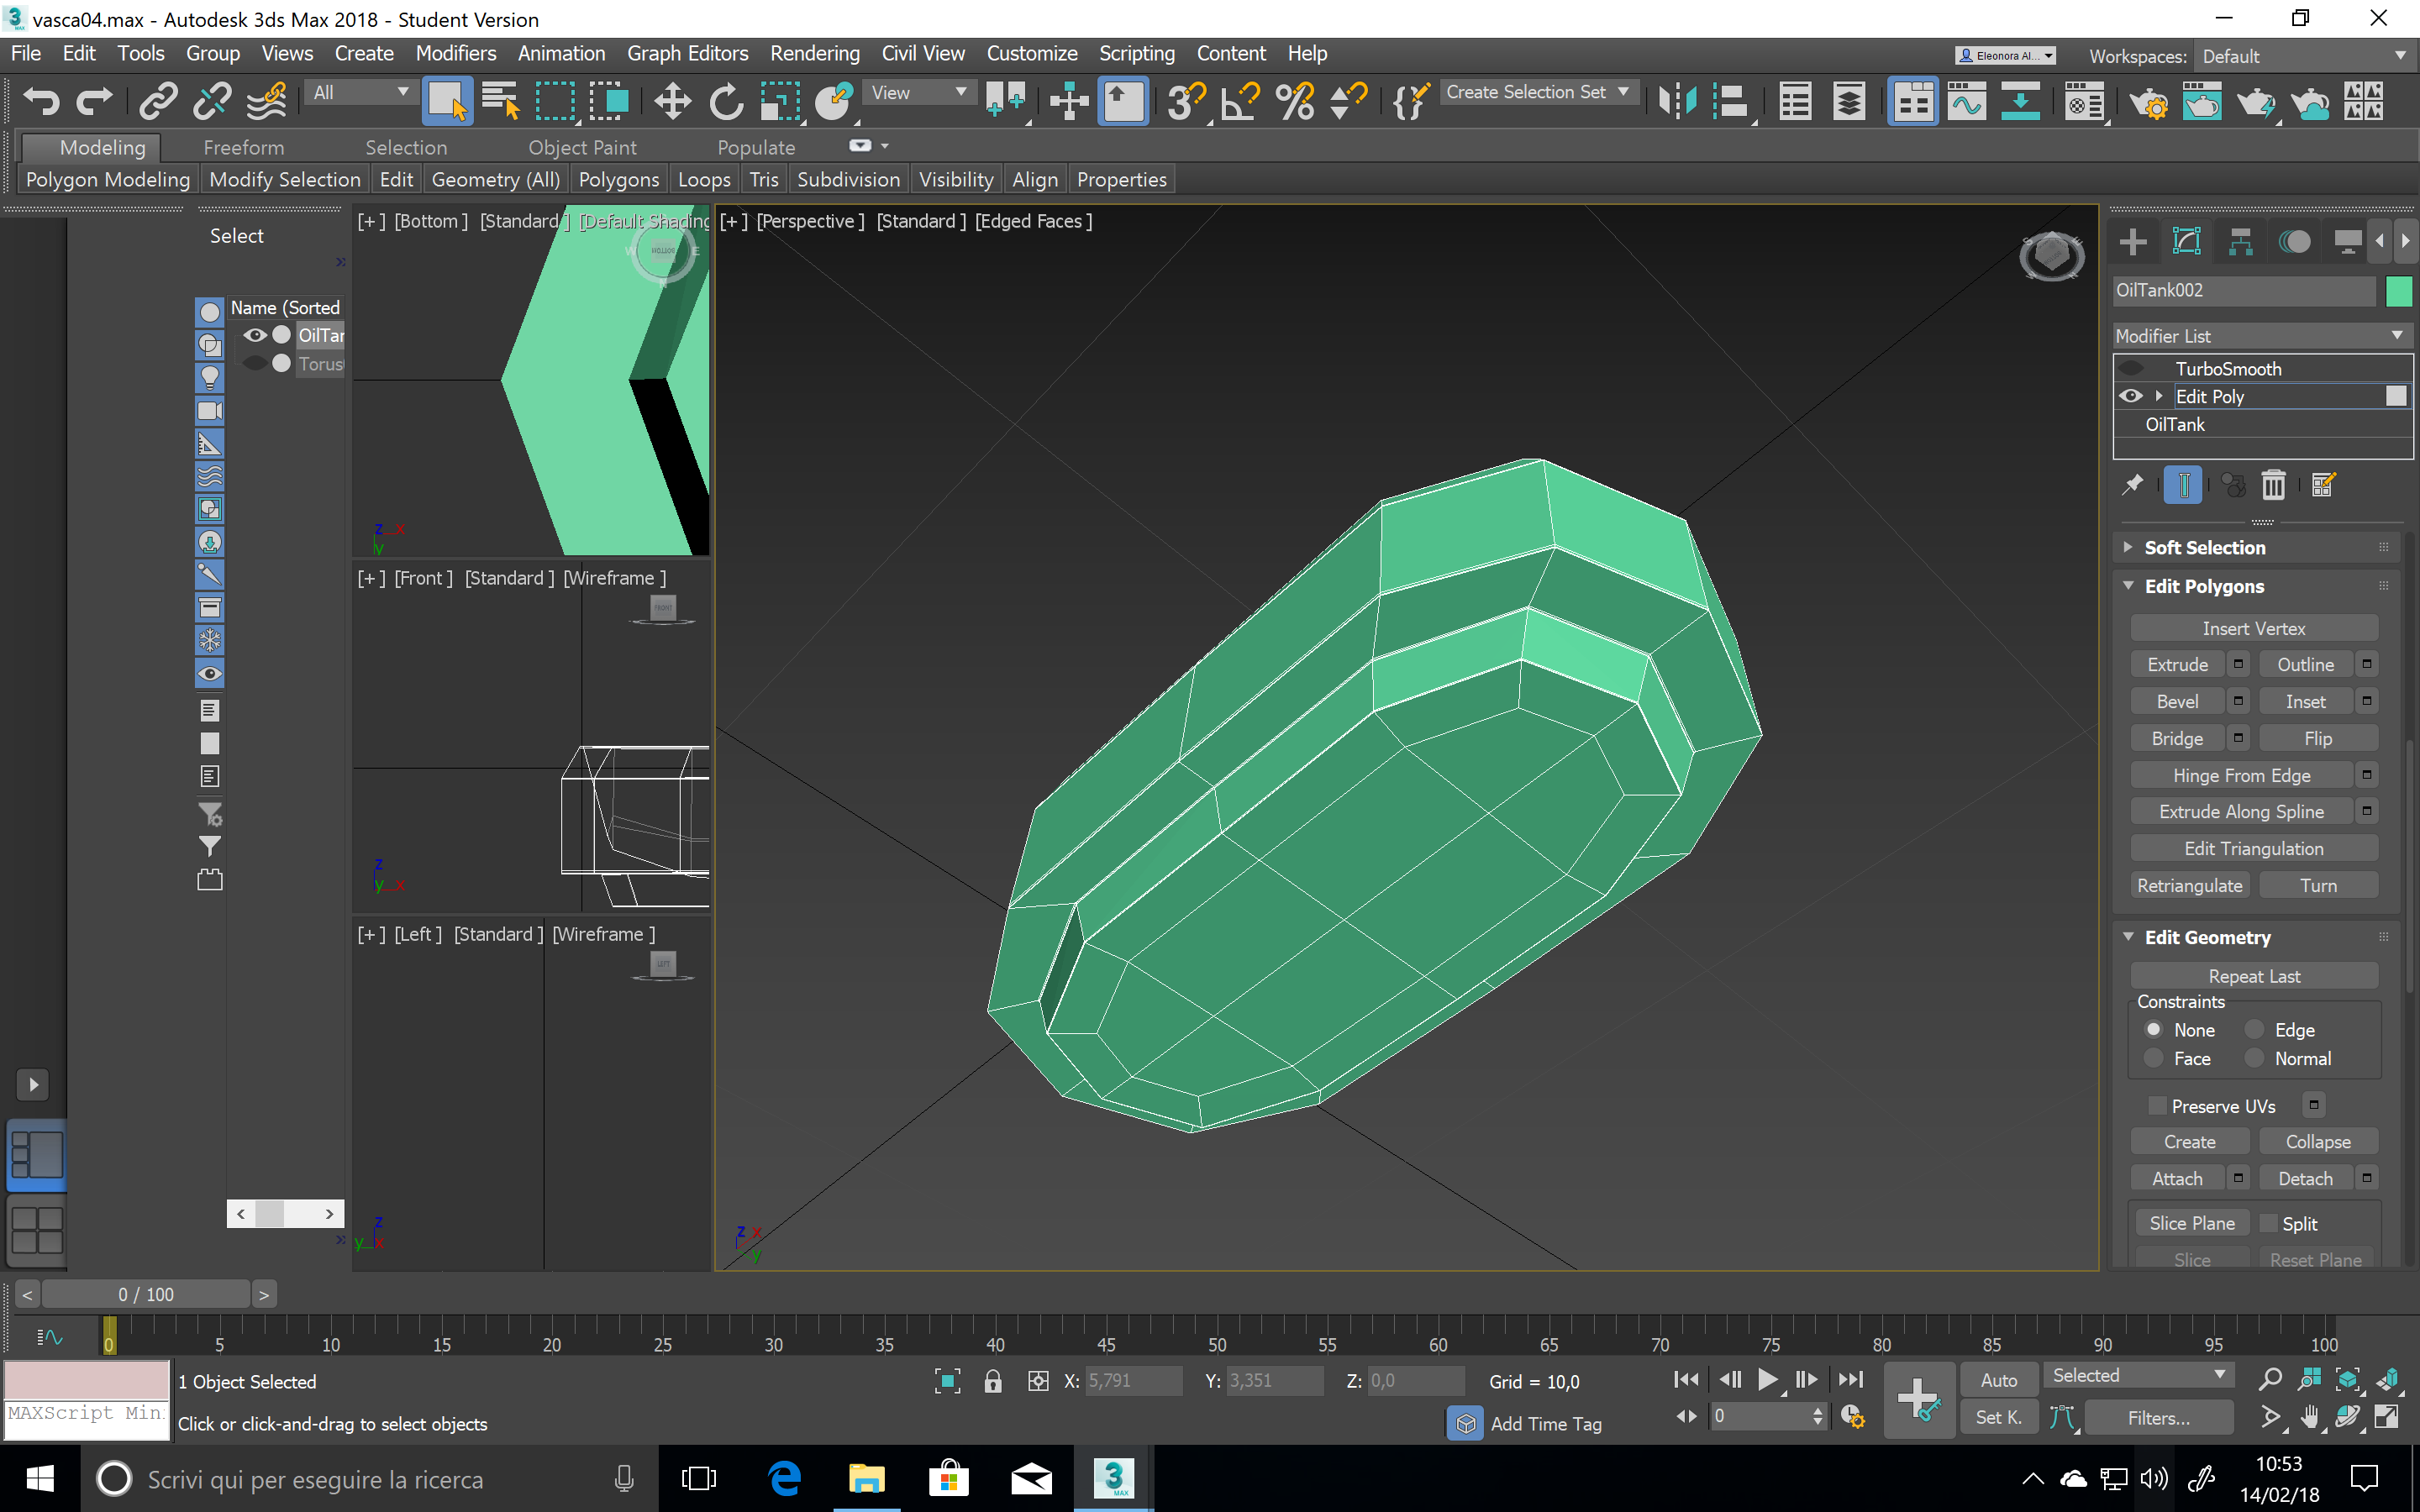 vasca04.max - Autodesk 3ds Max 2018 - Student Version
File Edit Tools Group Views Create Modifiers Animation Graph Editors Rendering Civil View Customize Scripting Content Help
Eleonora Al... Workspaces: Default
All View Create Selection Set
Modeling Freeform Selection Object Paint Populate
Polygon Modeling Modify Selection Edit Geometry (All) Polygons Loops Tris Subdivision Visibility Align Properties
Select
Name (Sorted
OilTar
Torus
[+] [Bottom] [Standard] [Default Shading
BOTTOM
[+] [Front] [Standard] [Wireframe]
FRONT
[+] [Left] [Standard] [Wireframe]
LEFT
[+] [Perspective] [Standard] [Edged Faces]
OilTank002
Modifier List
TurboSmooth
Edit Poly
OilTank
Soft Selection
Edit Polygons
Insert Vertex
Extrude Outline
Bevel Inset
Bridge Flip
Hinge From Edge
Extrude Along Spline
Edit Triangulation
Retriangulate Turn
Edit Geometry
Repeat Last
Constraints
None Edge
Face Normal
Preserve UVs
Create Collapse
Attach Detach
Slice Plane Split
Slice Reset Plane
< 0 / 100 >
0 5 10 15 20 25 30 35 40 45 50 55 60 65 70 75 80 85 90 95 100
1 Object Selected
X: 5,791 Y: 3,351 Z: 0,0 Grid = 10,0
Auto Selected
MAXScript Min:
Click or click-and-drag to select objects
Add Time Tag
0
Set K. Filters...
Scrivi qui per eseguire la ricerca
3 MAX
10:53
14/02/18